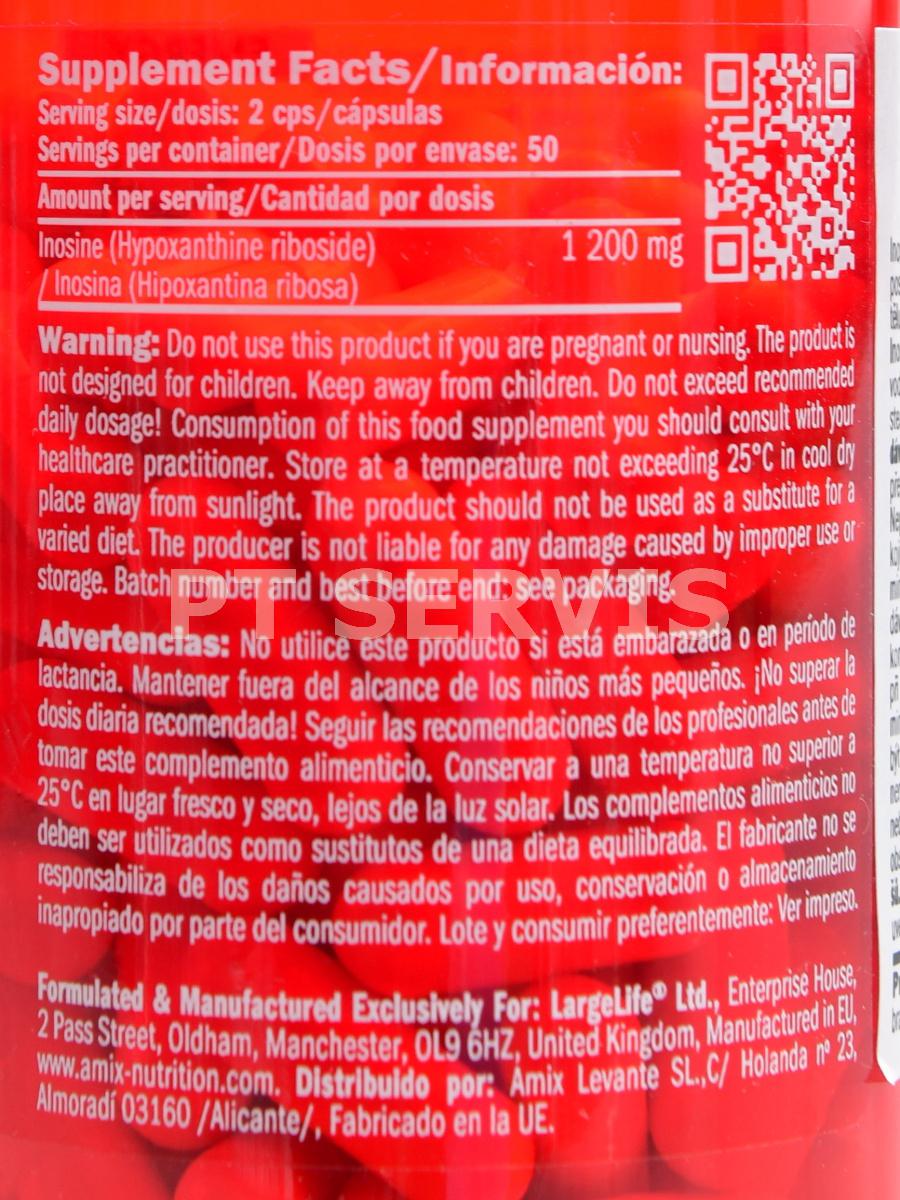 Supplement Facts/Información:
Serving size/dosis: 2 cps/cápsulas
Servings per container/Dosis por envase: 50
Amount per serving/Cantidad por dosis
Inosine (Hypoxanthine riboside) 1 200 mg
/ Inosina (Hipoxantina ribosa)
Warning: Do not use this product if you are pregnant or nursing. The product is
not designed for children. Keep away from children. Do not exceed recommended
daily dosage! Consumption of this food supplement you should consult with your
healthcare practitioner. Store at a temperature not exceeding 25°C in cool dry
place away from sunlight. The product should not be used as a substitute for a
varied diet. The producer is not liable for any damage caused by improper use or
storage. Batch number and best before end: see packaging.
PT SERVIS
Advertencias: No utilice este producto si está embarazada o en período de
lactancia. Mantener fuera del alcance de los niños más pequeños. ¡No superar la
dosis diaria recomendada! Seguir las recomendaciones de los profesionales antes de
tomar este complemento alimenticio. Conservar a una temperatura no superior a
25°C en lugar fresco y seco, lejos de la luz solar. Los complementos alimenticios no
deben ser utilizados como sustitutos de una dieta equilibrada. El fabricante no se
responsabiliza de los daños causados por uso, conservación o almacenamiento
inapropiado por parte del consumidor. Lote y consumir preferentemente: Ver impreso.
Formulated & Manufactured Exclusively For: LargeLife® Ltd., Enterprise House,
2 Pass Street, Oldham, Manchester, OL9 6HZ, United Kingdom, Manufactured in EU,
www.amix-nutrition.com. Distribuido por: Amix Levante SL.,C/ Holanda nº 23,
Almoradí 03160 /Alicante/, Fabricado en la UE.